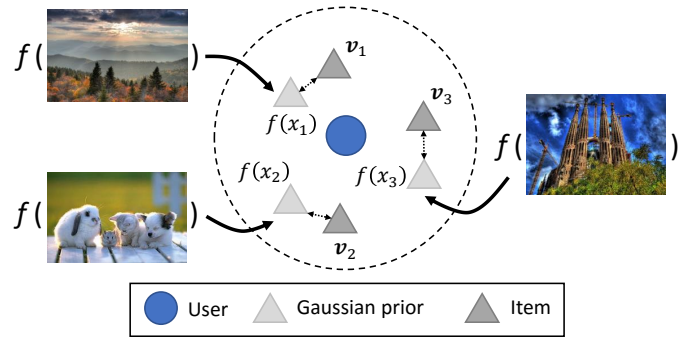 f(
v₁
v₃
f(x₁)
f(
f(x₂)
f(x₃)
f(
v₂
User
Gaussian prior
Item